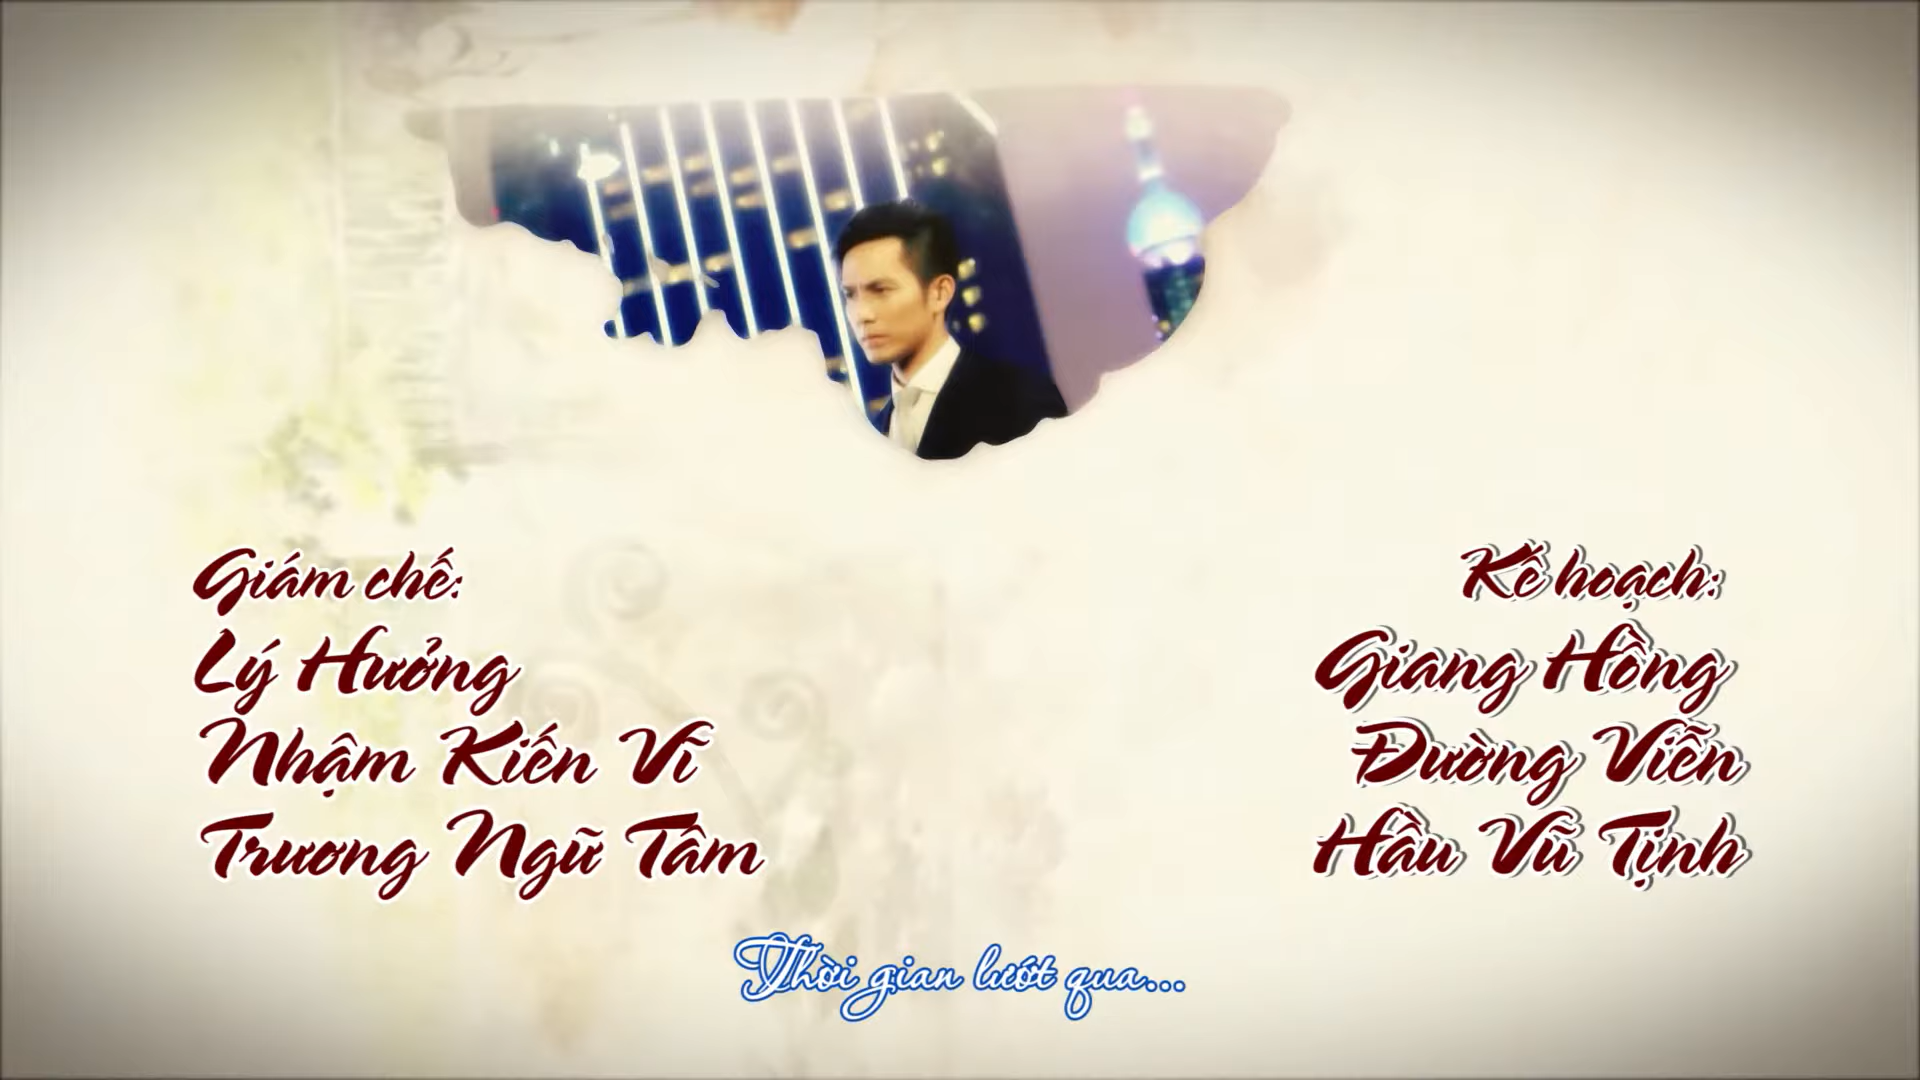 Giám chế:
Lý Hưởng
Nhậm Kiến Vĩ
Trương Ngữ Tâm
Kế hoạch:
Giang Hồng
Đường Viễn
Hầu Vũ Tịnh
Thời gian lướt qua...